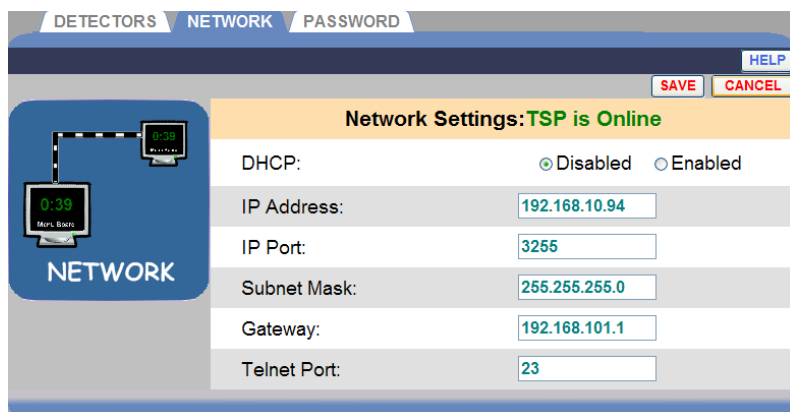 DETECTORS NETWORK PASSWORD
HELP
SAVE CANCEL
Network Settings:TSP is Online
DHCP: Disabled Enabled
0:39
IP Address: 192.168.10.94
0:39
Menu Board
IP Port: 3255
NETWORK
Subnet Mask: 255.255.255.0
Gateway: 192.168.101.1
Telnet Port: 23